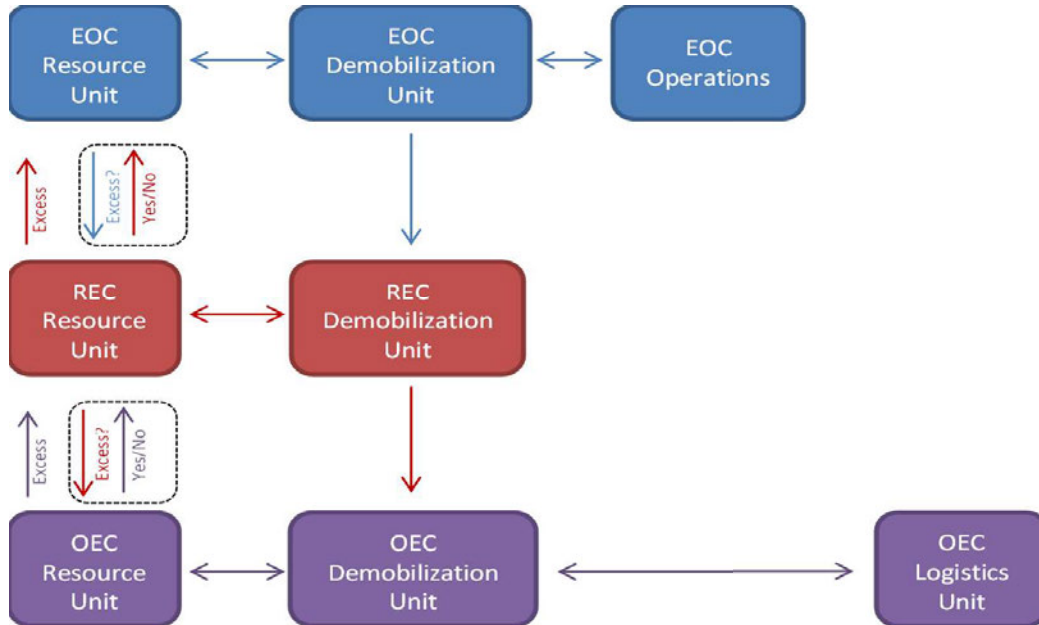 EOC
Resource
Unit
EOC
Demobilization
Unit
EOC
Operations
Excess
Excess?
Yes/No
REC
Resource
Unit
REC
Demobilization
Unit
Excess
Excess?
Yes/No
OEC
Resource
Unit
OEC
Demobilization
Unit
OEC
Logistics
Unit